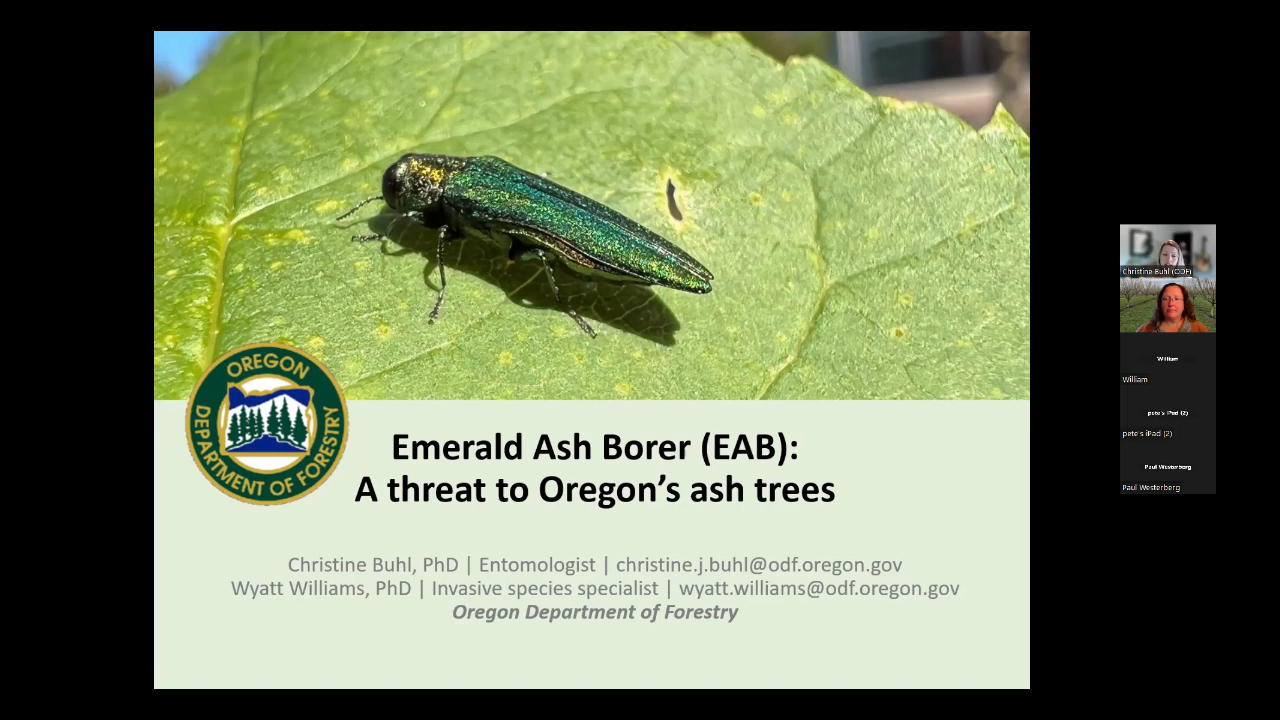 OREGON
DEPARTMENT OF FORESTRY
Emerald Ash Borer (EAB):
A threat to Oregon’s ash trees
Christine Buhl, PhD | Entomologist | christine.j.buhl@odf.oregon.gov
Wyatt Williams, PhD | Invasive species specialist | wyatt.williams@odf.oregon.gov
Oregon Department of Forestry
Christine Buhl (ODF)
William
William
pete's iPad (2)
pete's iPad (2)
Paul Westerberg
Paul Westerberg